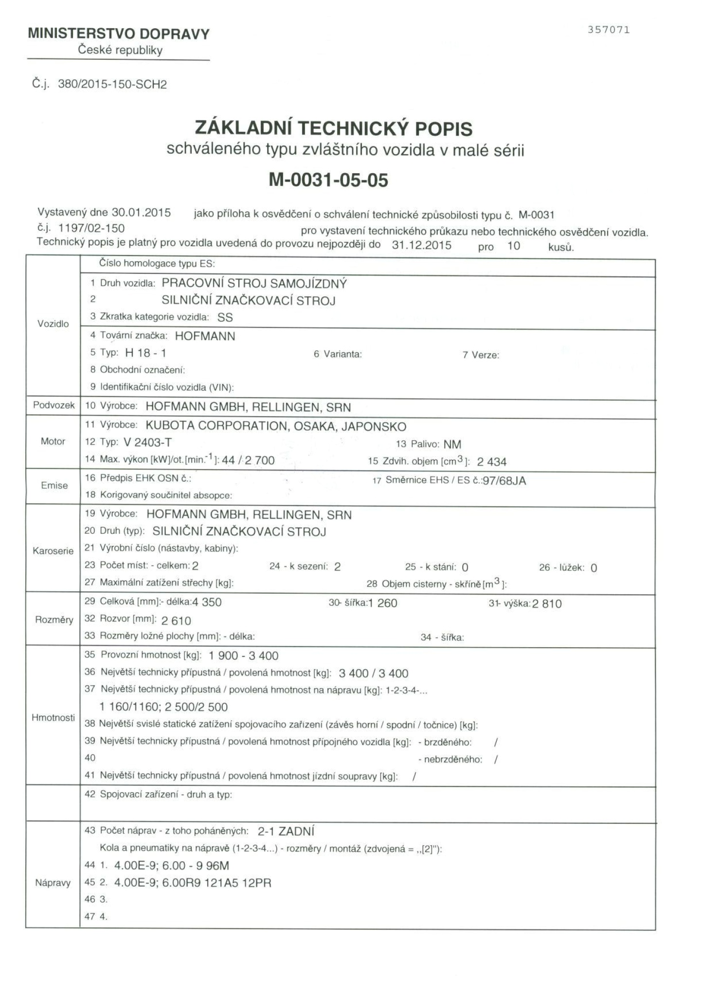 MINISTERSTVO DOPRAVY
České republiky
357071
Č.j. 380/2015-150-SCH2
ZÁKLADNÍ TECHNICKÝ POPIS
schváleného typu zvláštního vozidla v malé sérii
M-0031-05-05
Vystavený dne 30.01.2015 jako příloha k osvědčení o schválení technické způsobilosti typu č. M-0031
č.j. 1197/02-150 pro vystavení technického průkazu nebo technického osvědčení vozidla.
Technický popis je platný pro vozidla uvedená do provozu nejpozději do 31.12.2015 pro 10 kusů.
Číslo homologace typu ES:
1 Druh vozidla: PRACOVNÍ STROJ SAMOJÍZDNÝ
2 SILNIČNÍ ZNAČKOVACÍ STROJ
3 Zkratka kategorie vozidla: SS
Vozidlo
4 Tovární značka: HOFMANN
5 Typ: H 18 - 1 6 Varianta: 7 Verze:
8 Obchodní označení:
9 Identifikační číslo vozidla (VIN):
Podvozek 10 Výrobce: HOFMANN GMBH, RELLINGEN, SRN
11 Výrobce: KUBOTA CORPORATION, OSAKA, JAPONSKO
Motor 12 Typ: V 2403-T 13 Palivo: NM
14 Max. výkon [kW]/ot.[min.-1]: 44 / 2 700 15 Zdvih. objem [cm3]: 2 434
Emise 16 Předpis EHK OSN č.: 17 Směrnice EHS / ES č.:97/68JA
18 Korigovaný součinitel absopce:
19 Výrobce: HOFMANN GMBH, RELLINGEN, SRN
20 Druh (typ): SILNIČNÍ ZNAČKOVACÍ STROJ
Karoserie 21 Výrobní číslo (nástavby, kabiny):
23 Počet míst: - celkem: 2 24 - k sezení: 2 25 - k stání: 0 26 - lůžek: 0
27 Maximální zatížení střechy [kg]: 28 Objem cisterny - skříně [m3]:
29 Celková [mm]:- délka:4 350 30- šířka:1 260 31- výška:2 810
Rozměry 32 Rozvor [mm]: 2 610
33 Rozměry ložné plochy [mm]: - délka: 34 - šířka:
35 Provozní hmotnost [kg]: 1 900 - 3 400
36 Největší technicky přípustná / povolená hmotnost [kg]: 3 400 / 3 400
37 Největší technicky přípustná / povolená hmotnost na nápravu [kg]: 1-2-3-4-...
1 160/1160; 2 500/2 500
Hmotnosti 38 Největší svislé statické zatížení spojovacího zařizení (závěs horní / spodní / točnice) [kg]:
39 Největší technicky přípustná / povolená hmotnost přípojného vozidla [kg]: - brzděného: /
40 - nebrzděného: /
41 Největší technicky přípustná / povolená hmotnost jízdní soupravy [kg]: /
42 Spojovací zařízení - druh a typ:
43 Počet náprav - z toho poháněných: 2-1 ZADNÍ
Kola a pneumatiky na nápravě (1-2-3-4...) - rozměry / montáž (zdvojená = ,,[2]"):
44 1. 4.00E-9; 6.00 - 9 96M
Nápravy 45 2. 4.00E-9; 6.00R9 121A5 12PR
46 3.
47 4.